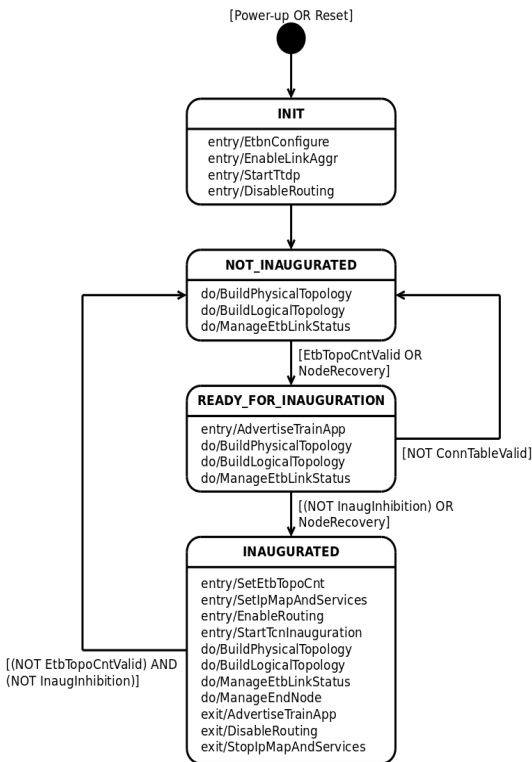 [Power-up OR Reset]
INIT
entry/EtbnConfigure
entry/EnableLinkAggr
entry/StartTtdp
entry/DisableRouting
NOT_INAUGURATED
do/BuildPhysicalTopology
do/BuildLogicalTopology
do/ManageEtbLinkStatus
[EtbTopoCntValid OR
NodeRecovery]
READY_FOR_INAUGURATION
entry/AdvertiseTrainApp
do/BuildPhysicalTopology
do/BuildLogicalTopology
do/ManageEtbLinkStatus
[NOT ConnTableValid]
[(NOT InaugInhibition) OR
NodeRecovery]
INAUGURATED
entry/SetEtbTopoCnt
entry/SetIpMapAndServices
entry/EnableRouting
entry/StartTcnInauguration
do/BuildPhysicalTopology
do/BuildLogicalTopology
do/ManageEtbLinkStatus
do/ManageEndNode
exit/AdvertiseTrainApp
exit/DisableRouting
exit/StopIpMapAndServices
[(NOT EtbTopoCntValid) AND
(NOT InaugInhibition)]